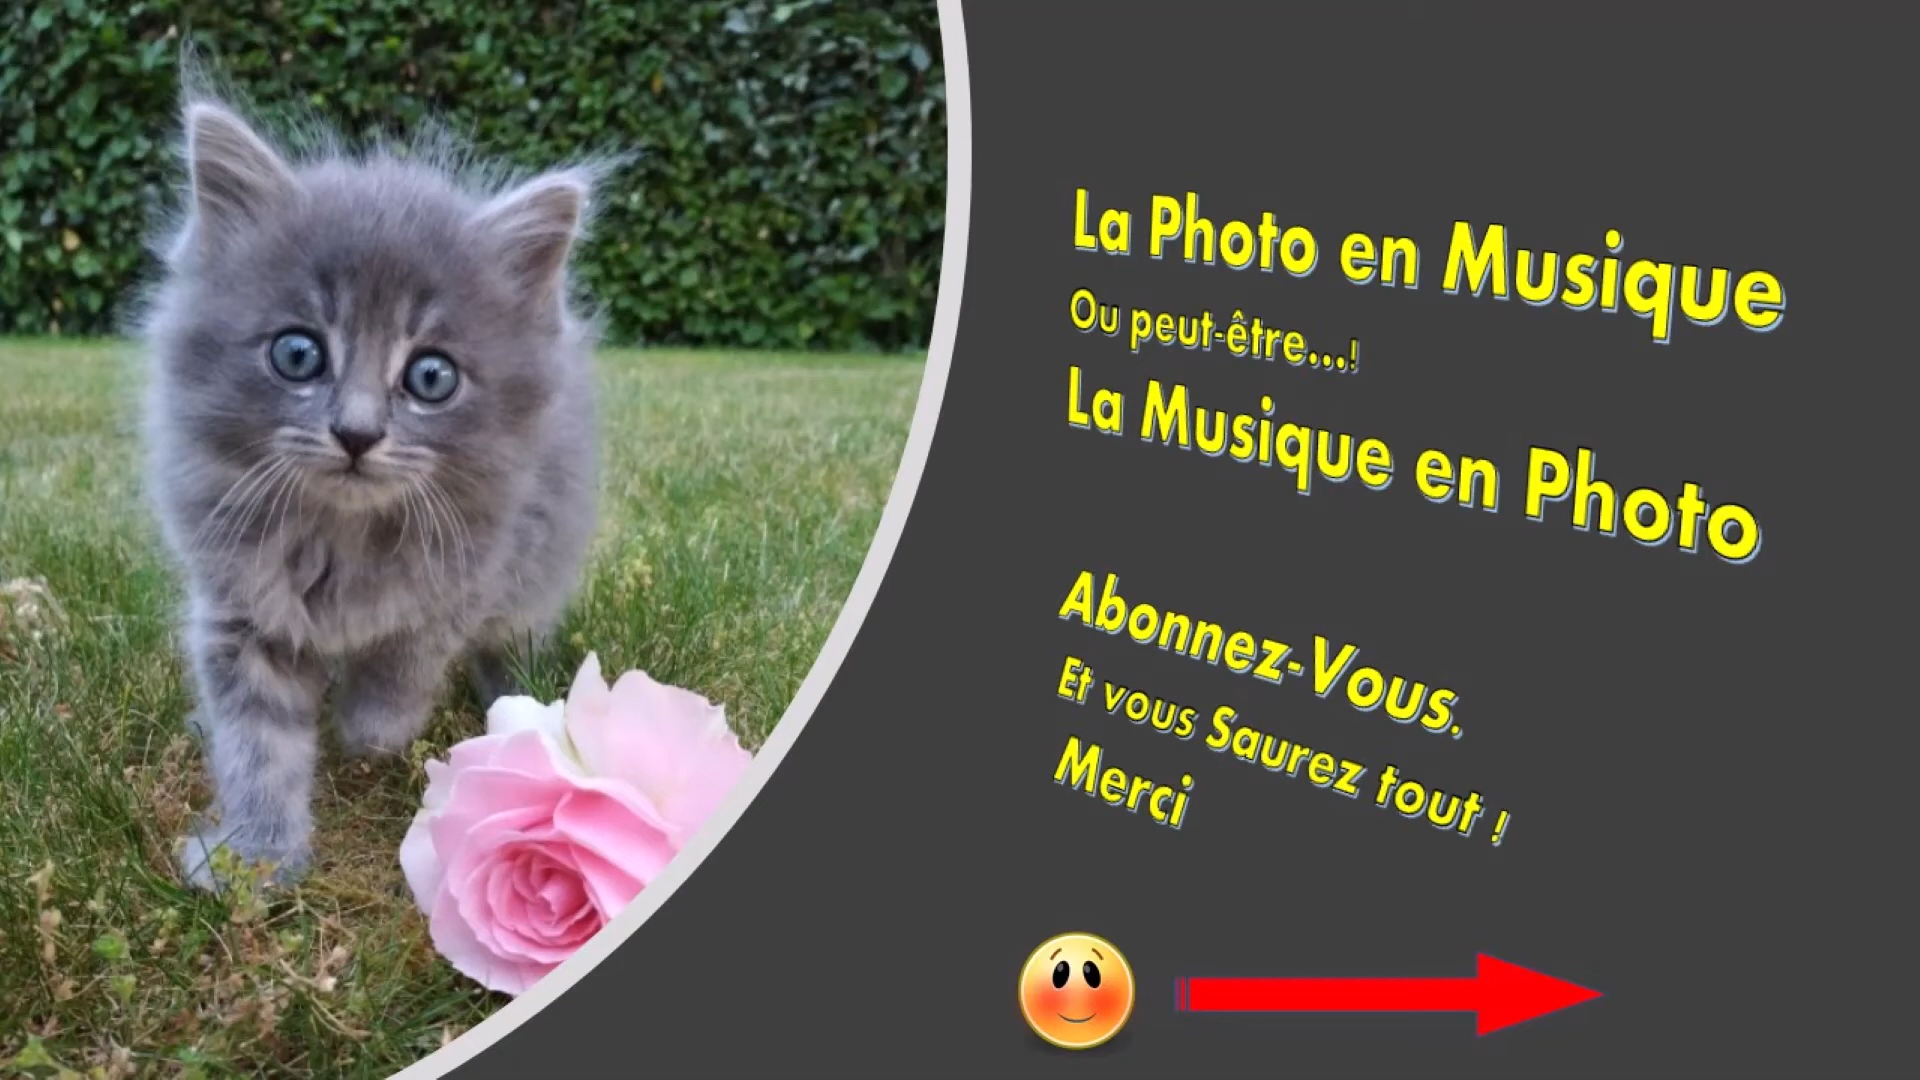 La Photo en Musique
Ou peut-être...!
La Musique en Photo
Abonnez-Vous.
Et vous Saurez tout !
Merci